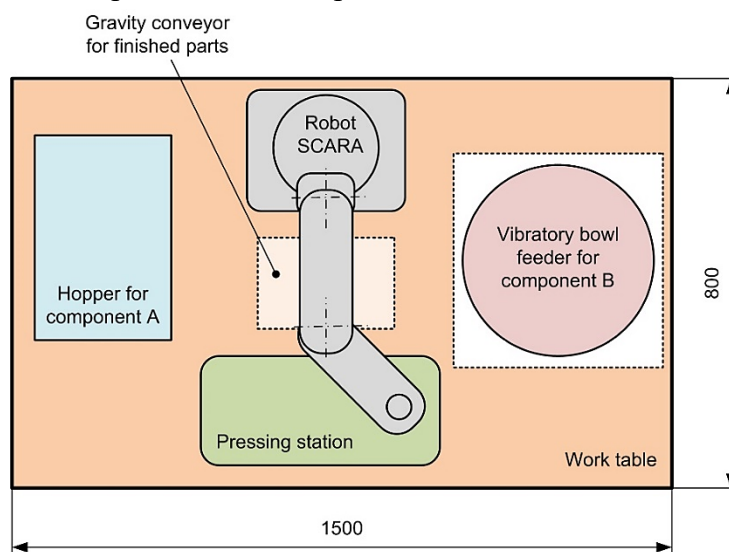 Gravity conveyor
for finished parts
Robot
SCARA
Hopper for
component A
Vibratory bowl
feeder for
component B
800
Pressing station
Work table
1500